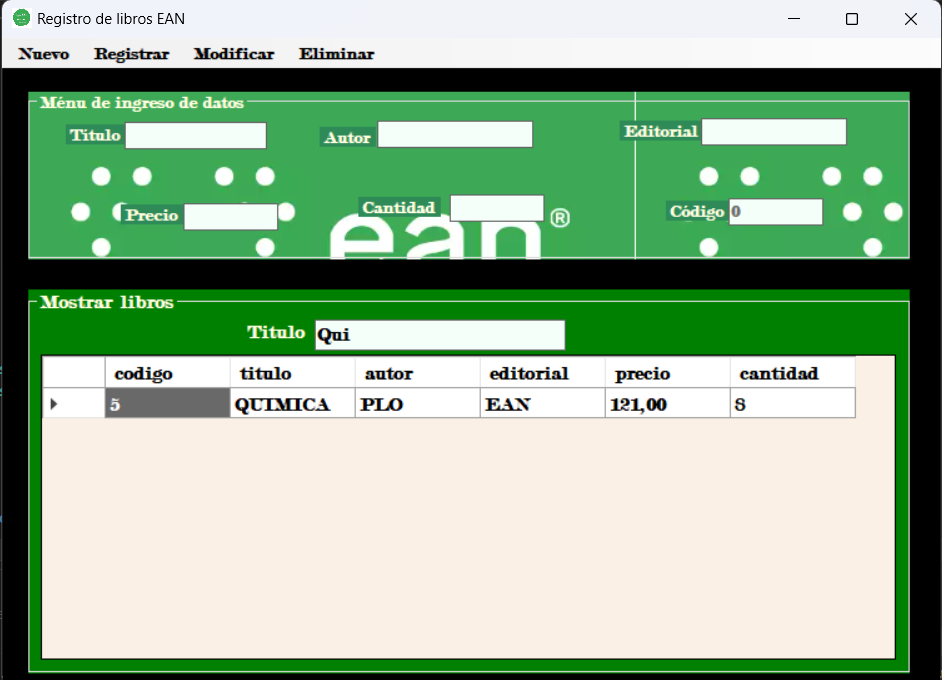 Registro de libros EAN
Nuevo Registrar Modificar Eliminar
Ménu de ingreso de datos
Titulo Autor Editorial
Precio Cantidad Código 0
ean®
Mostrar libros
Titulo Qui
codigo titulo autor editorial precio cantidad
5 QUIMICA PLO EAN 121,00 8